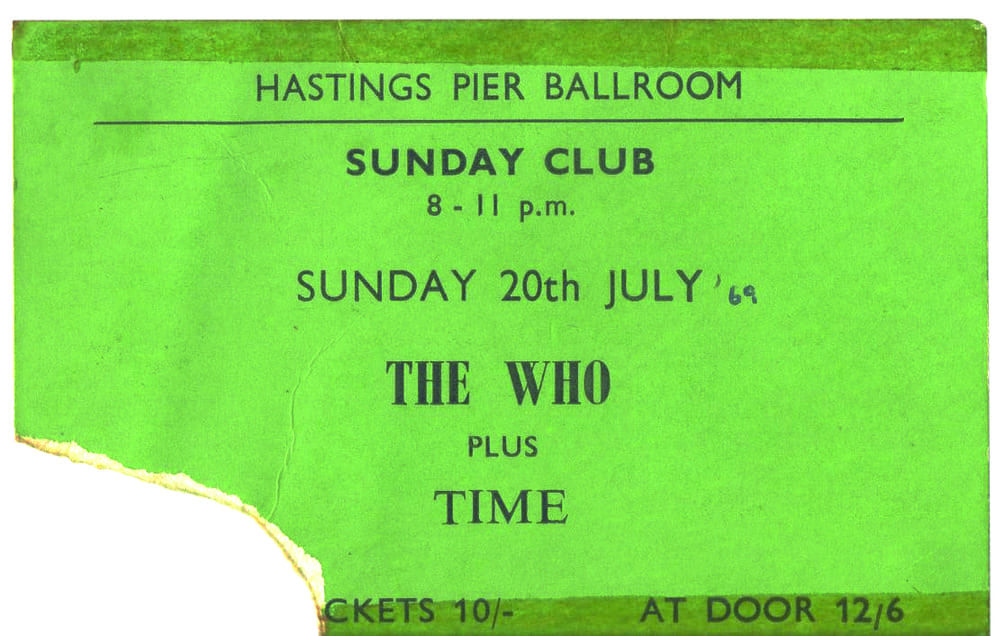 HASTINGS PIER BALLROOM
SUNDAY CLUB
8 - 11 p.m.
SUNDAY 20th JULY '69
THE WHO
PLUS
TIME
CKETS 10/- AT DOOR 12/6